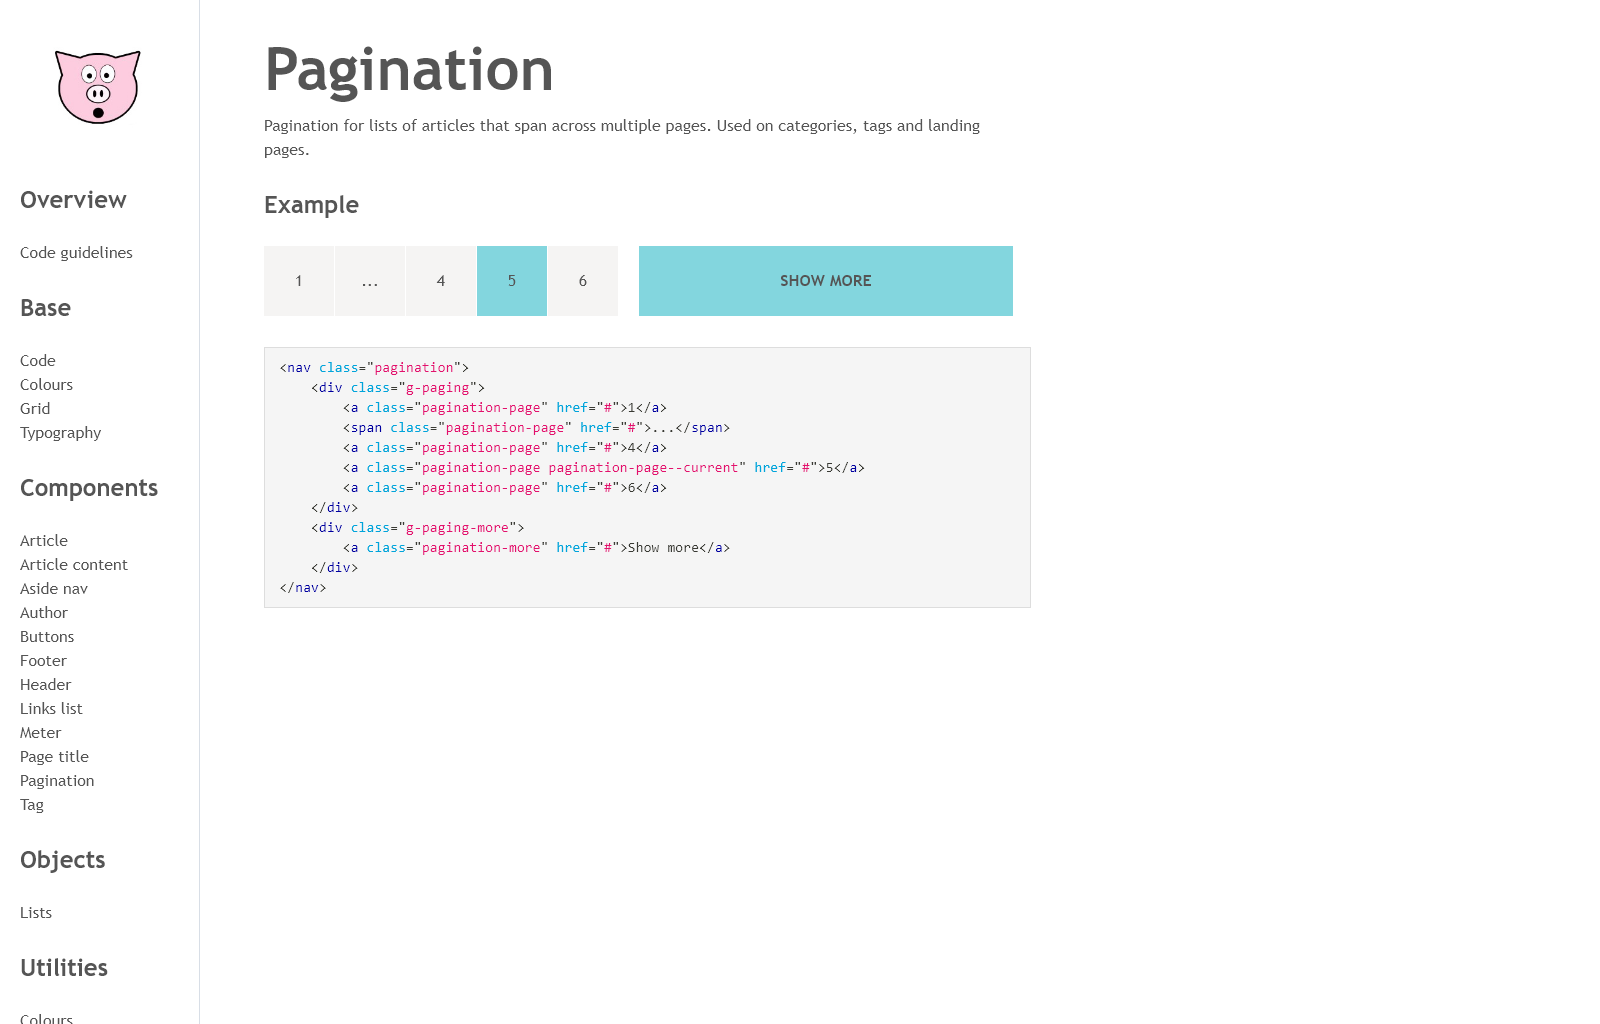 Overview
Code guidelines
Base
Code
Colours
Grid
Typography
Components
Article
Article content
Aside nav
Author
Buttons
Footer
Header
Links list
Meter
Page title
Pagination
Tag
Objects
Lists
Utilities
Colours
Pagination
Pagination for lists of articles that span across multiple pages. Used on categories, tags and landing
pages.
Example
1 ... 4 5 6 SHOW MORE
<nav class="pagination">
    <div class="g-paging">
        <a class="pagination-page" href="#">1</a>
        <span class="pagination-page" href="#">...</span>
        <a class="pagination-page" href="#">4</a>
        <a class="pagination-page pagination-page--current" href="#">5</a>
        <a class="pagination-page" href="#">6</a>
    </div>
    <div class="g-paging-more">
        <a class="pagination-more" href="#">Show more</a>
    </div>
</nav>